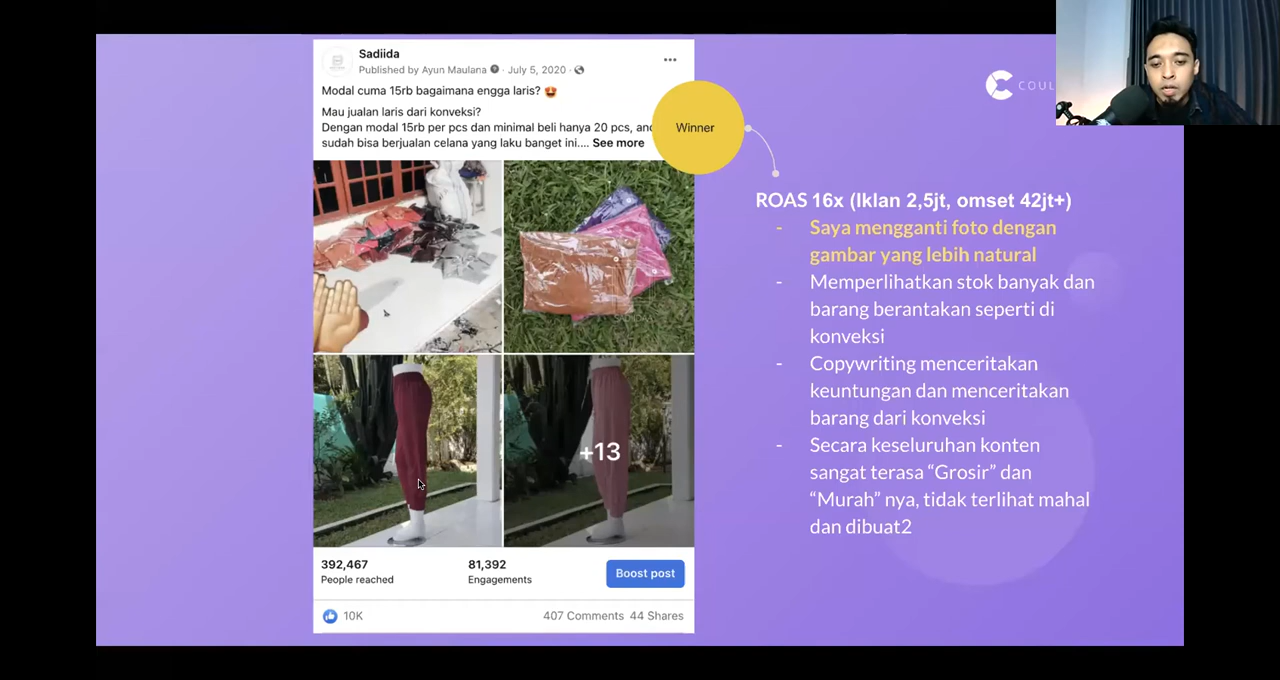 Sadiida
Published by Ayun Maulana · July 5, 2020 ·
Modal cuma 15rb bagaimana engga laris? 🤩
Mau jualan laris dari konveksi?
Dengan modal 15rb per pcs dan minimal beli hanya 20 pcs,
sudah bisa berjualan celana yang laku banget ini.... See more
Winner
+13
392,467
People reached
81,392
Engagements
Boost post
10K
407 Comments 44 Shares
ROAS 16x (Iklan 2,5jt, omset 42jt+)
- Saya mengganti foto dengan
gambar yang lebih natural
- Memperlihatkan stok banyak dan
barang berantakan seperti di
konveksi
- Copywriting menceritakan
keuntungan dan menceritakan
barang dari konveksi
- Secara keseluruhan konten
sangat terasa “Grosir” dan
“Murah” nya, tidak terlihat mahal
dan dibuat2